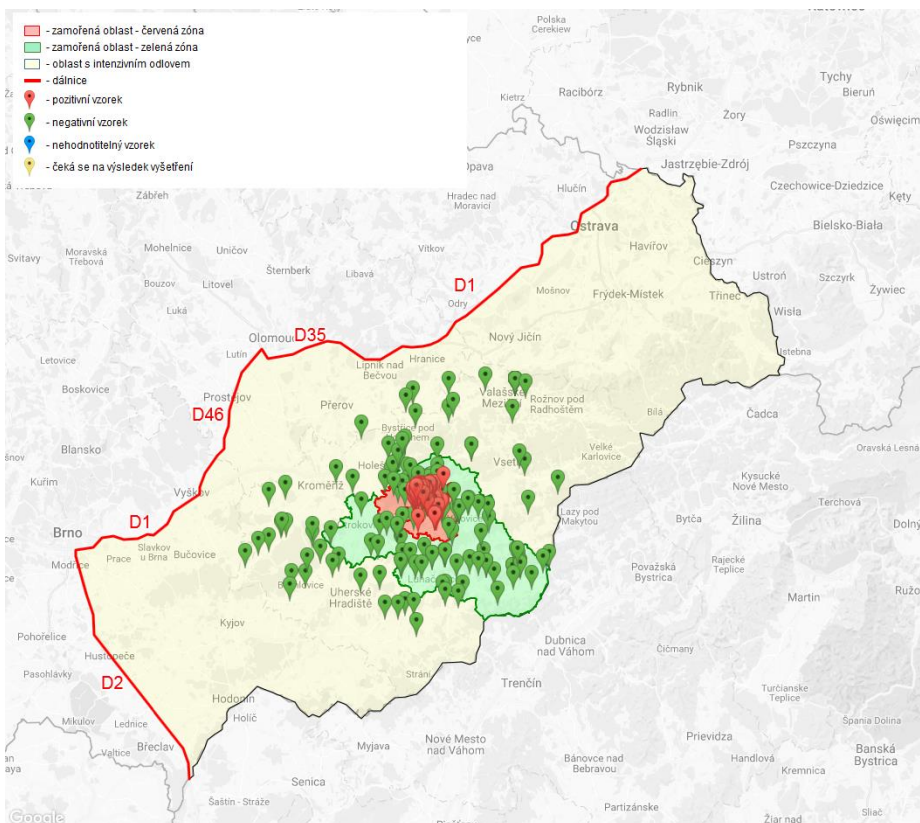 - zamořená oblast - červená zóna
- zamořená oblast - zelená zóna
- oblast s intenzivním odlovem
- dálnice
- pozitivní vzorek
- negativní vzorek
- nehodnotitelný vzorek
- čeká se na výsledek vyšetření
Polska
Cerekiew
Kietrz
Racibórz
Rybnik
Radlin
Wodzisław
Śląski
Żory
Tychy
Bieruń
Oświęcim
Pszczyna
Jastrzębie-Zdrój
Czechowice-Dziedzice
Kęty
Bielsko-Biała
Opava
Hlučín
Hradec nad
Moravicí
Ostrava
Havířov
Cieszyn
Ustroń
Szczyrk
Żywiec
Wisła
Zábřeh
Svitavy
Moravská
Třebová
Mohelnice
Uničov
Šternberk
Libavá
Vítkov
Bouzov
Litovel
Luká
D1
Odry
Mošnov
Frýdek-Místek
Třinec
Istebna
D35
Olomouc
Lutín
Nový Jičín
Hranice
Lipník nad
Bečvou
Letovice
Boskovice
Prostějov
D46
Přerov
Valašské
Rožnov pod
Radhoštěm
Bílá
Čadca
Oravská Lesná
Blansko
Kuřim
Vyškov
Kroměříž
Vsetín
Velké
Karlovice
Kysucké
Nové Mesto
Terchová
Brno
D1
Modřice
Prace
Slavkov
u Brna
Bučovice
Lazy pod
Makytou
Bytča
Žilina
Dolný
Považská
Bystrica
Rajecké
Teplice
Martin
Uherské
Hradiště
Kyjov
Pohořelice
Hustopeče
Pasohlávky
D2
Dubnica
nad Váhom
Čičmany
Trenčín
Turčianske
Teplice
Strání
Hodonín
Holíč
Mikulov
Lednice
Valtice
Břeclav
Myjava
Nové Mesto
nad Váhom
Prievidza
Handlová
Kremnica
Špania Dolina
Banská
Bystrica
Bánovce nad
Bebravou
Senica
Šaštín - Stráže
Partizánske
Žiar nad
Sliač
Google